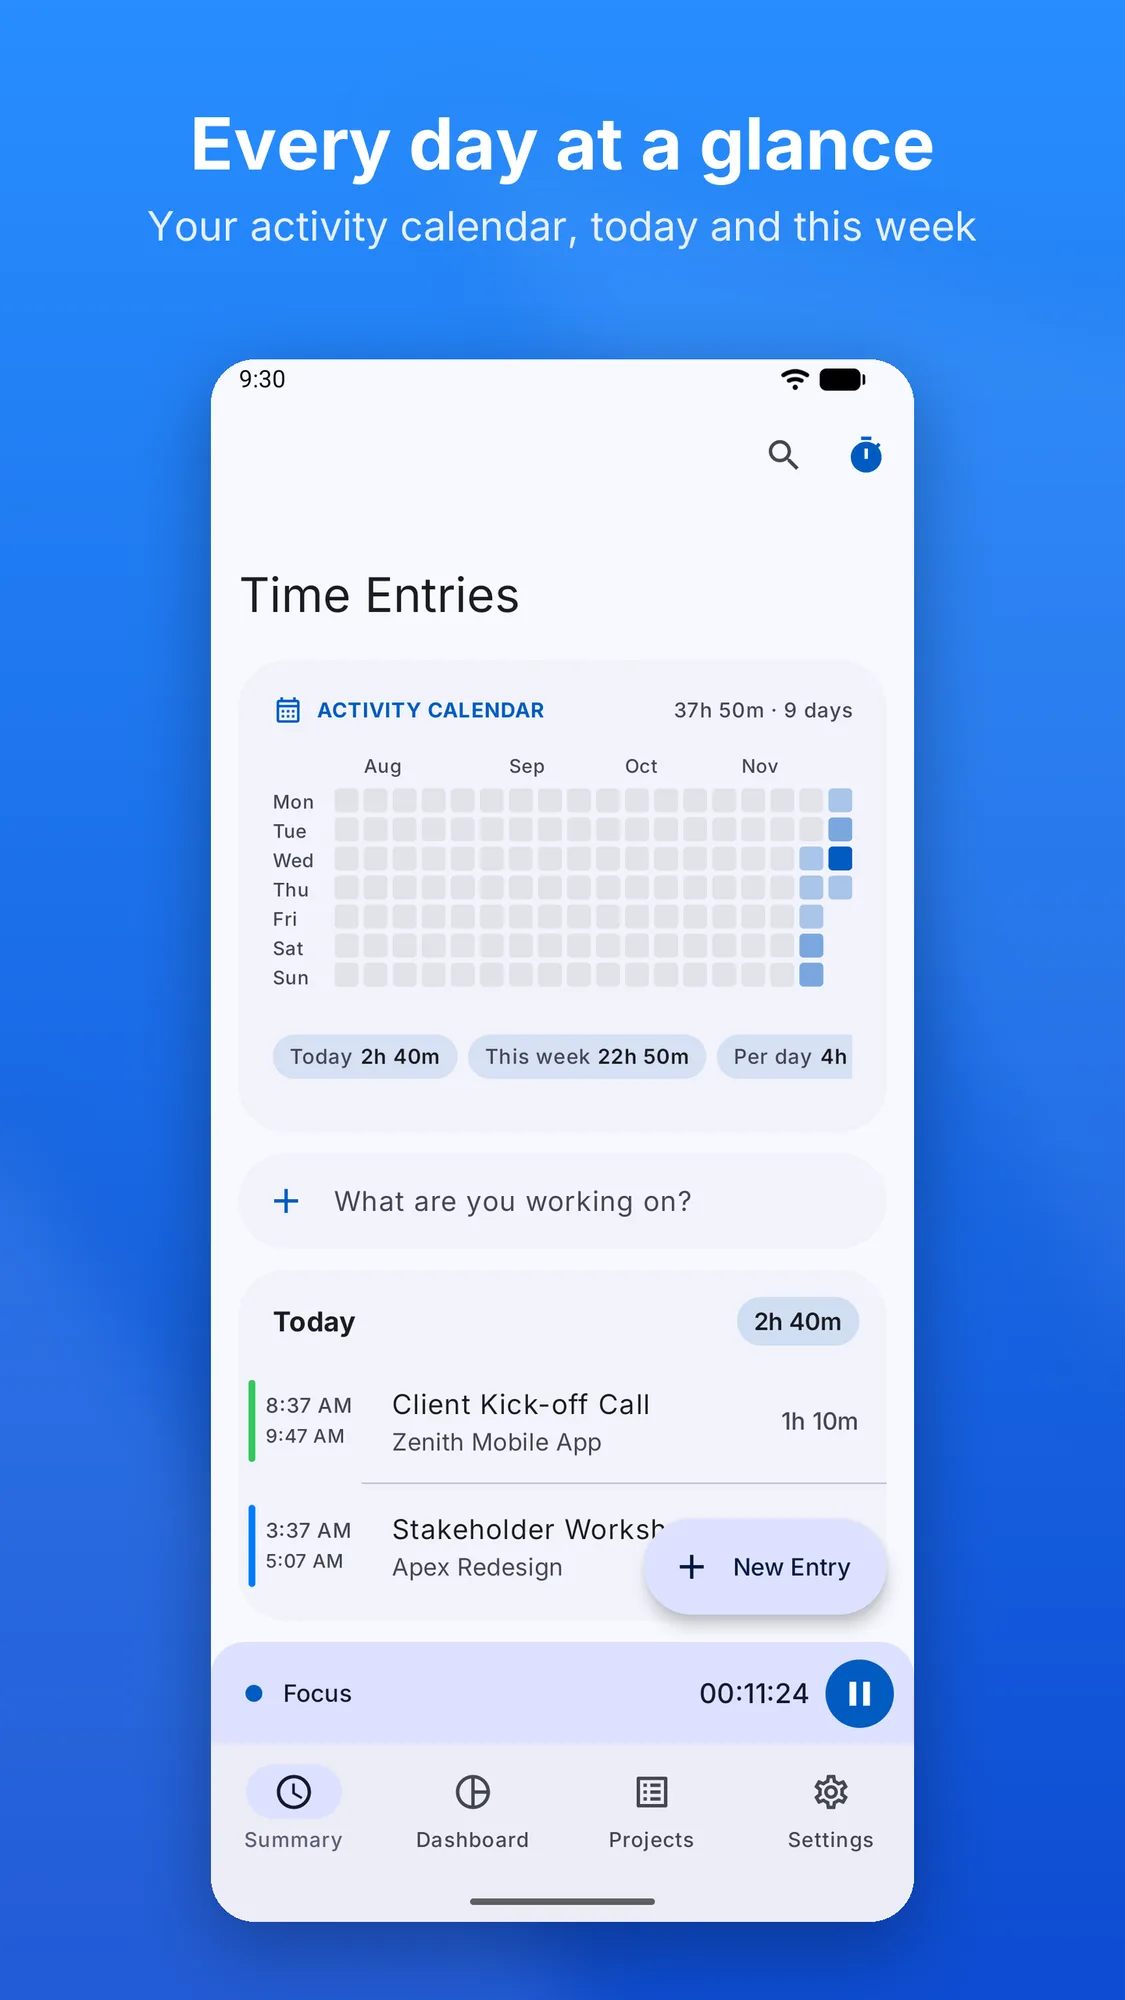 Every day at a glance
Your activity calendar, today and this week
9:30
Time Entries
ACTIVITY CALENDAR 37h 50m · 9 days
Aug Sep Oct Nov
Mon
Tue
Wed
Thu
Fri
Sat
Sun
Today 2h 40m This week 22h 50m Per day 4h
What are you working on?
Today 2h 40m
8:37 AM Client Kick-off Call
9:47 AM Zenith Mobile App 1h 10m
3:37 AM Stakeholder Worksh
5:07 AM Apex Redesign
New Entry
Focus 00:11:24
Summary Dashboard Projects Settings